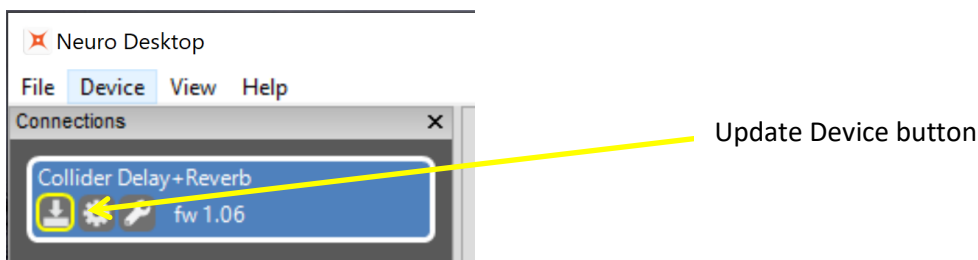 Neuro Desktop
File Device View Help
Connections
Update Device button
Collider Delay+Reverb
fw 1.06